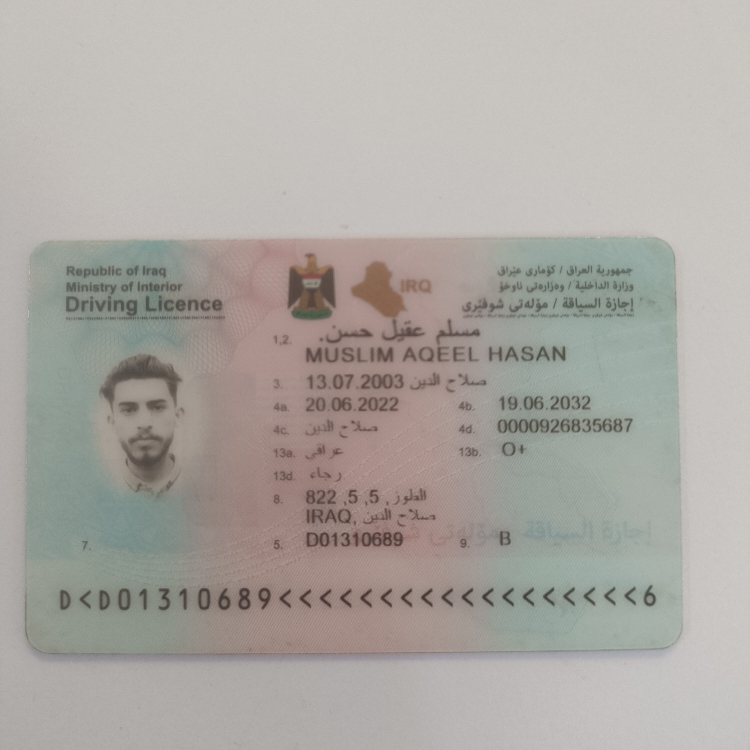 Republic of Iraq
Ministry of Interior
Driving Licence
IRQ
جمهورية العراق / كۆماری عێراق
وزارة الداخلية / وەزارەتی ناوخۆ
إجازة السياقة / مۆڵەتی شوفێری
1,2. مسلم عقيل حسن.
MUSLIM AQEEL HASAN
3. 13.07.2003 صلاح الدين
4a. 20.06.2022 4b. 19.06.2032
4c. صلاح الدين 4d. 0000926835687
13a. عراقي 13b. O+
13d. رجاء
8. 822 ,5 ,5 , الطوز
IRAQ, صلاح الدين
7. 5. D01310689 9. B
إجازة السياقة مۆڵەتی شوفێری
D<D01310689<<<<<<<<<<<<<<<<<<6